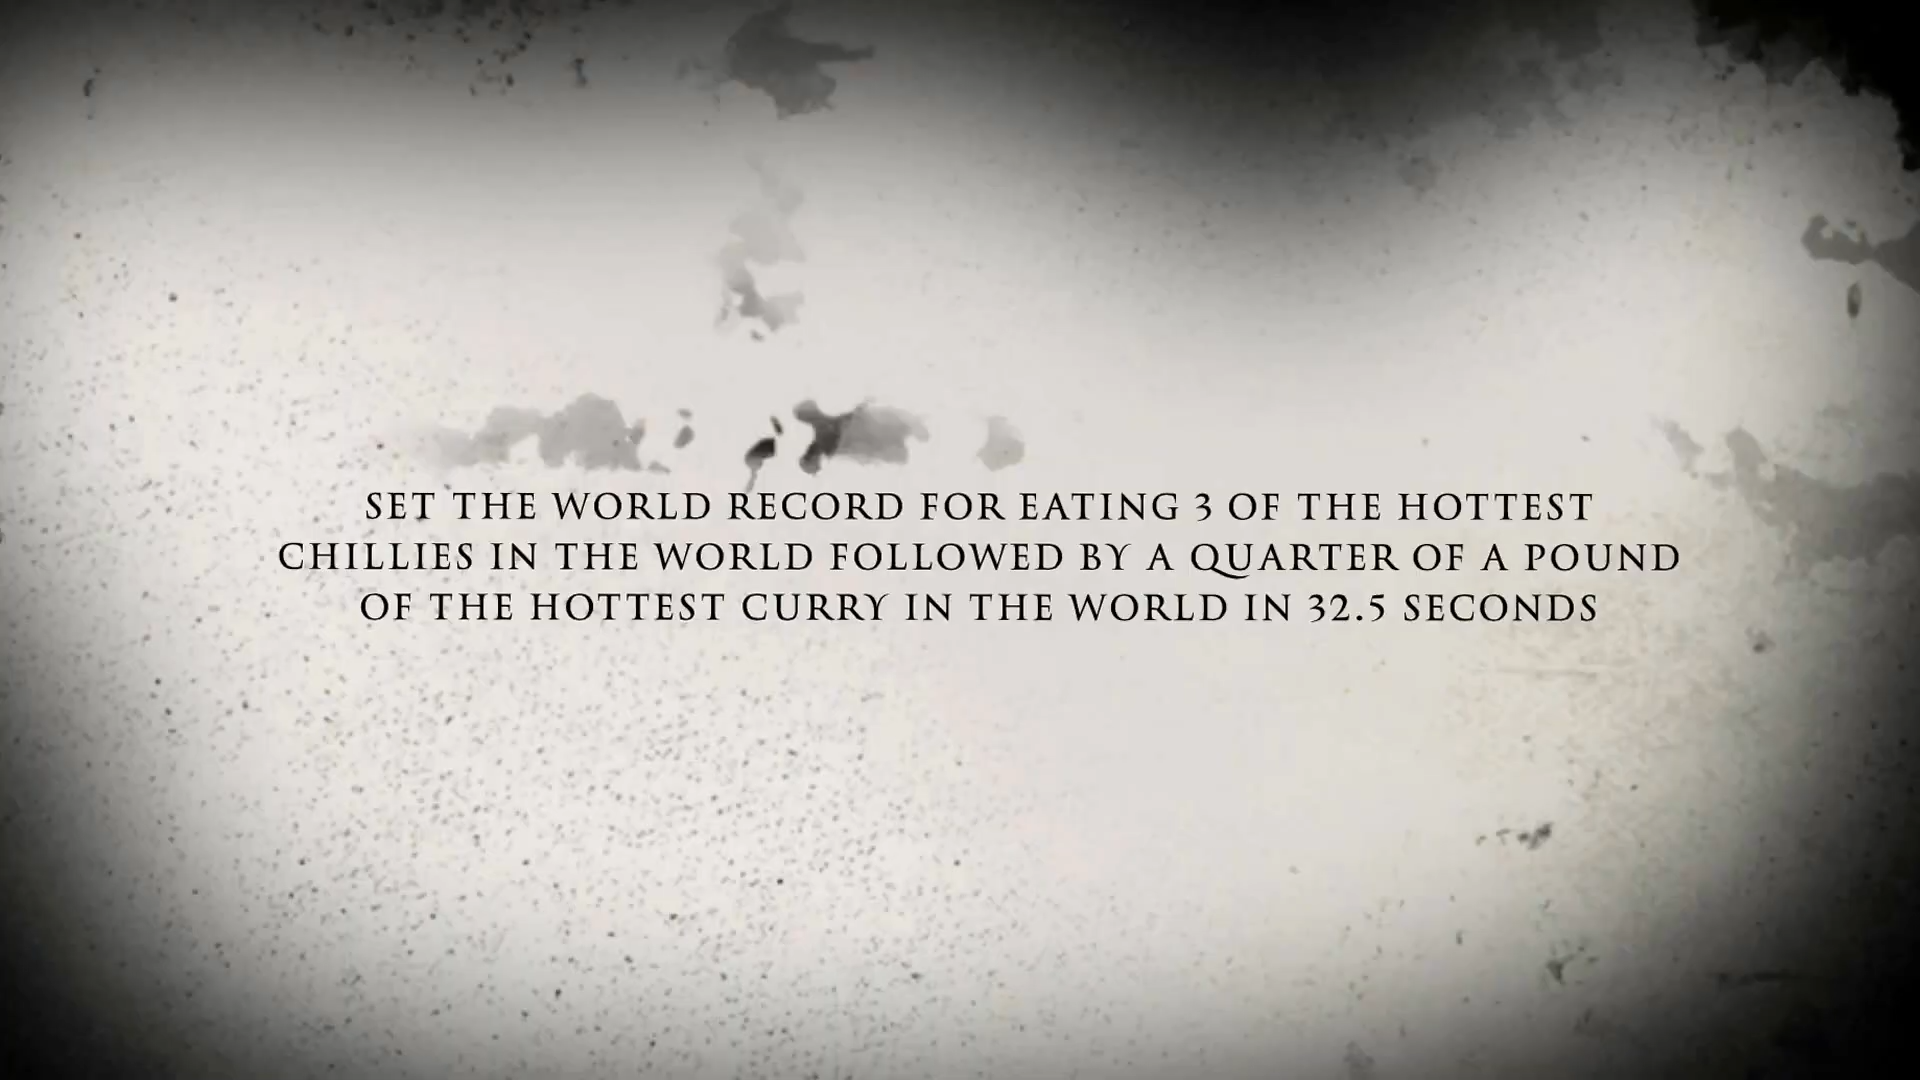 SET THE WORLD RECORD FOR EATING 3 OF THE HOTTEST
CHILLIES IN THE WORLD FOLLOWED BY A QUARTER OF A POUND
OF THE HOTTEST CURRY IN THE WORLD IN 32.5 SECONDS